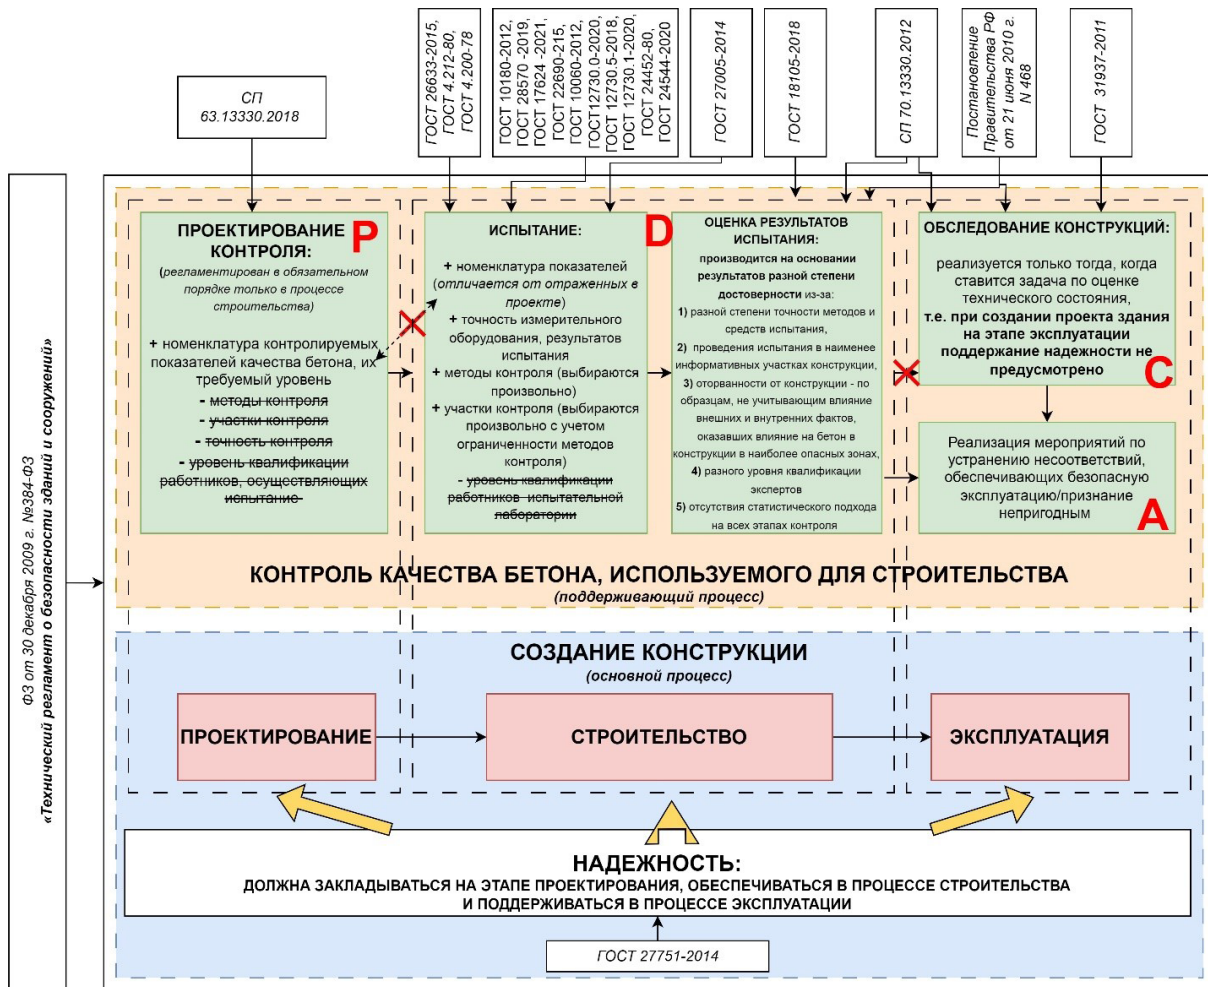 СП
63.13330.2018
ГОСТ 26633-2015,
ГОСТ 4.212-80,
ГОСТ 4.200-78
ГОСТ 10180-2012,
ГОСТ 28570 -2019,
ГОСТ 17624 -2021,
ГОСТ 22690-215,
ГОСТ 10060-2012,
ГОСТ12730.0-2020,
ГОСТ 12730.5-2018,
ГОСТ 12730.1-2020,
ГОСТ 24452-80,
ГОСТ 24544-2020
ГОСТ 27005-2014
ГОСТ 18105-2018
СП 70.13330.2012
Постановление
Правительства РФ
от 21 июня 2010 г.
N 468
ГОСТ 31937-2011
ФЗ от 30 декабря 2009 г. №384-ФЗ
«Технический регламент о безопасности зданий и сооружений»
ПРОЕКТИРОВАНИЕ
КОНТРОЛЯ:
P
(регламентирован в обязательном
порядке только в процессе
строительства)
+ номенклатура контролируемых
показателей качества бетона, их
требуемый уровень
- методы контроля
- участки контроля
- точность контроля
- уровень квалификации
работников, осуществляющих
испытание
ИСПЫТАНИЕ:
D
+ номенклатура показателей
(отличается от отраженных в
проекте)
+ точность измерительного
оборудования, результатов
испытания
+ методы контроля (выбираются
произвольно)
+ участки контроля (выбираются
произвольно с учетом
ограниченности методов
контроля)
- уровень квалификации
работников испытательной
лаборатории
ОЦЕНКА РЕЗУЛЬТАТОВ
ИСПЫТАНИЯ:
производится на основании
результатов разной степени
достоверности из-за:
1) разной степени точности методов и
средств испытания,
2) проведения испытания в наименее
информативных участках конструкции,
3) оторванности от конструкции - по
образцам, не учитывающим влияние
внешних и внутренних фактов,
оказавших влияние на бетон в
конструкции в наиболее опасных зонах,
4) разного уровня квалификации
экспертов
5) отсутствия статистического подхода
на всех этапах контроля
ОБСЛЕДОВАНИЕ КОНСТРУКЦИЙ:
реализуется только тогда, когда
ставится задача по оценке
технического состояния,
т.е. при создании проекта здания
на этапе эксплуатации
поддержание надежности не
предусмотрено
C
Реализация мероприятий по
устранению несоответствий,
обеспечивающих безопасную
эксплуатацию/признание
непригодным
A
КОНТРОЛЬ КАЧЕСТВА БЕТОНА, ИСПОЛЬЗУЕМОГО ДЛЯ СТРОИТЕЛЬСТВА
(поддерживающий процесс)
СОЗДАНИЕ КОНСТРУКЦИИ
(основной процесс)
ПРОЕКТИРОВАНИЕ
СТРОИТЕЛЬСТВО
ЭКСПЛУАТАЦИЯ
НАДЕЖНОСТЬ:
ДОЛЖНА ЗАКЛАДЫВАТЬСЯ НА ЭТАПЕ ПРОЕКТИРОВАНИЯ, ОБЕСПЕЧИВАТЬСЯ В ПРОЦЕССЕ СТРОИТЕЛЬСТВА
И ПОДДЕРЖИВАТЬСЯ В ПРОЦЕССЕ ЭКСПЛУАТАЦИИ
ГОСТ 27751-2014